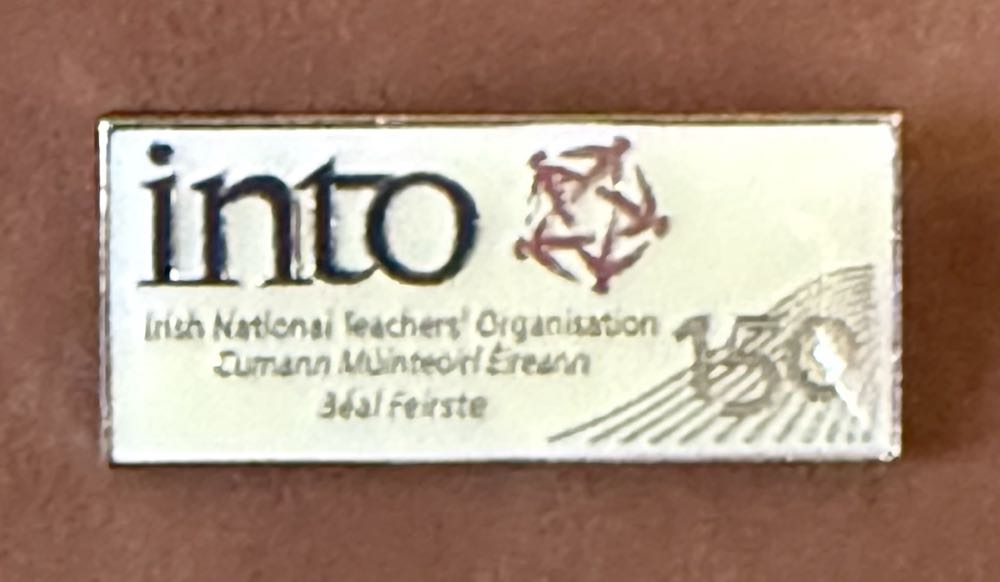 into
Irish National Teachers' Organisation
Cumann Múinteoirí Éireann
Béal Feirste
150